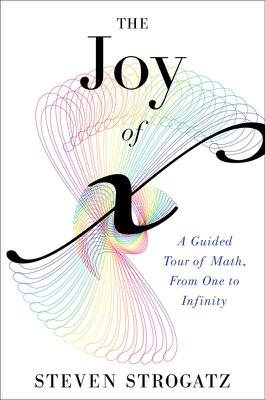 THE
Joy
of
x
A Guided
Tour of Math,
From One to
Infinity
STEVEN STROGATZ